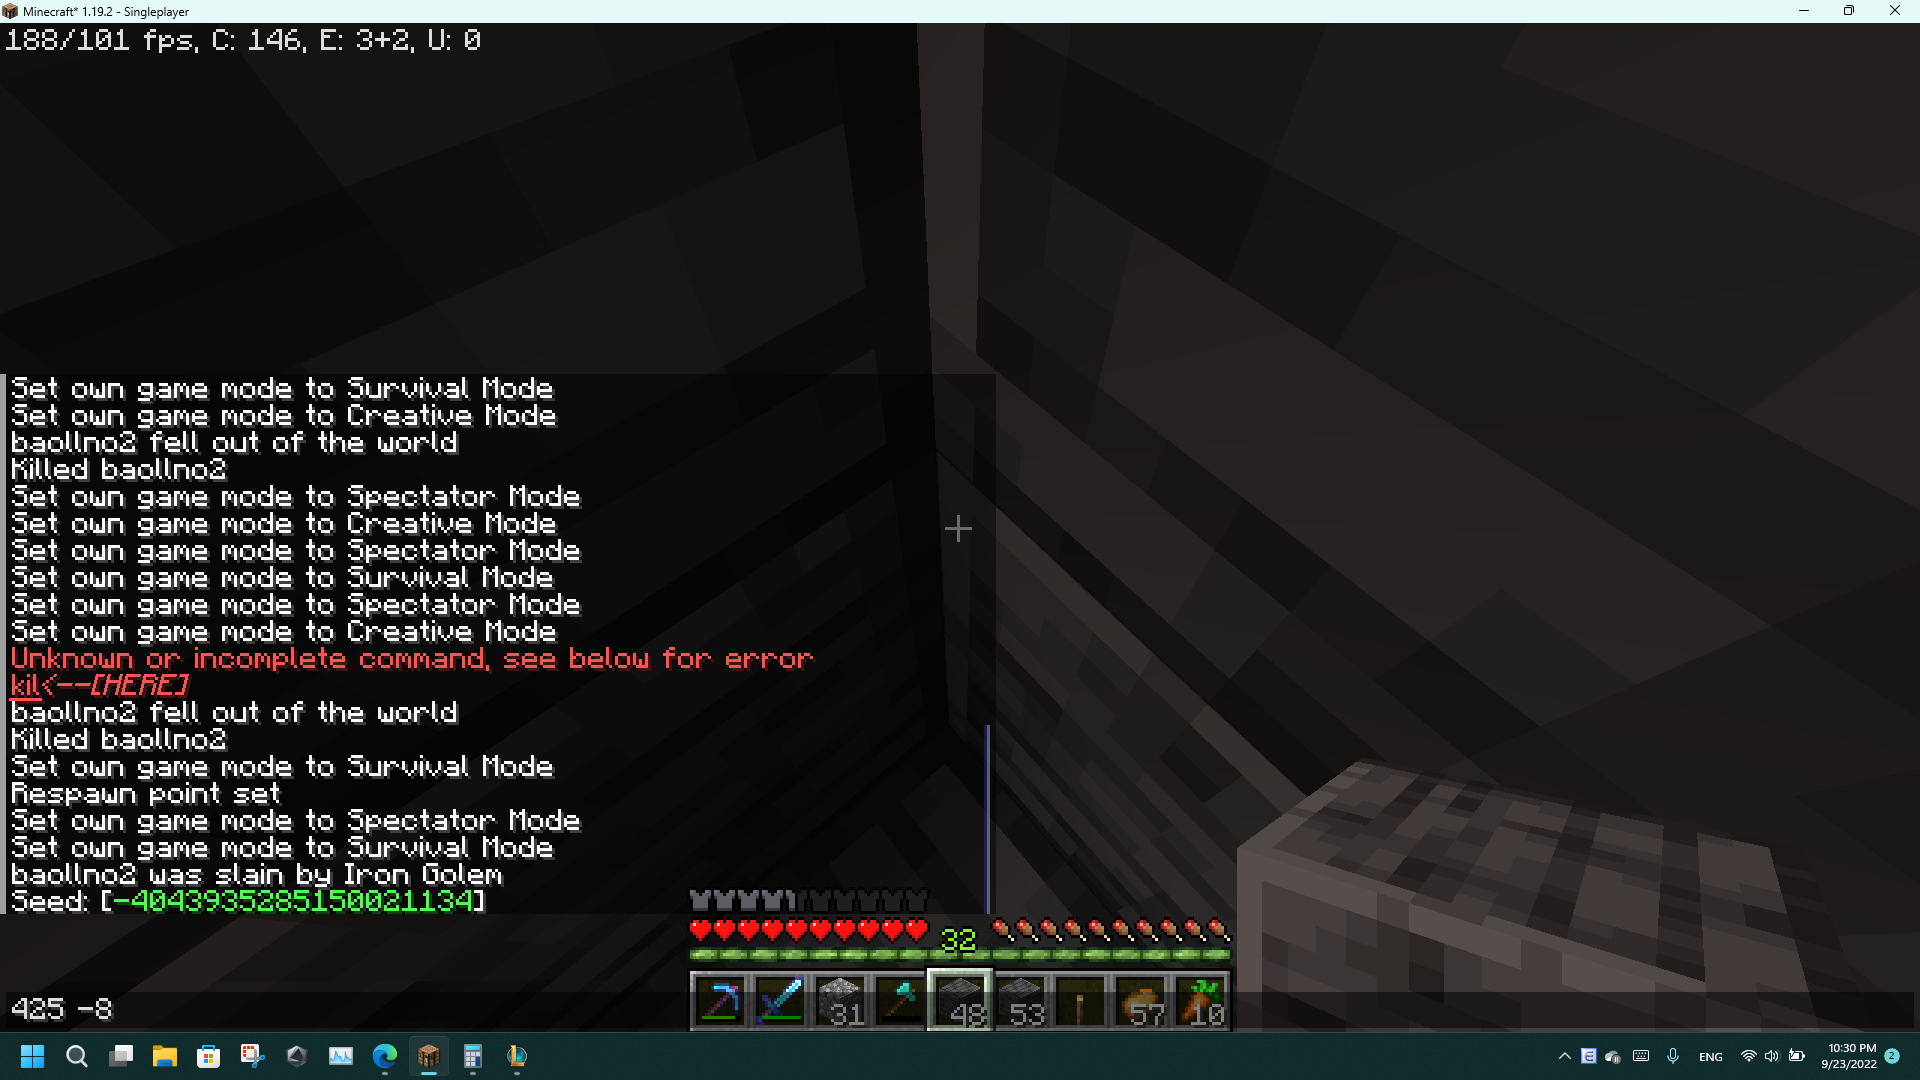 Minecraft* 1.19.2 - Singleplayer
188/101 fps, C: 146, E: 3+2, U: 0
Set own game mode to Survival Mode
Set own game mode to Creative Mode
baollno2 fell out of the world
Killed baollno2
Set own game mode to Spectator Mode
Set own game mode to Creative Mode
Set own game mode to Spectator Mode
Set own game mode to Survival Mode
Set own game mode to Spectator Mode
Set own game mode to Creative Mode
Unknown or incomplete command, see below for error
kil<--[HERE]
baollno2 fell out of the world
Killed baollno2
Set own game mode to Survival Mode
Respawn point set
Set own game mode to Spectator Mode
Set own game mode to Survival Mode
baollno2 was slain by Iron Golem
Seed: [-4043935285150021134]
32
31 48 53 57 10
425 -8
ENG
10:30 PM
9/23/2022
2